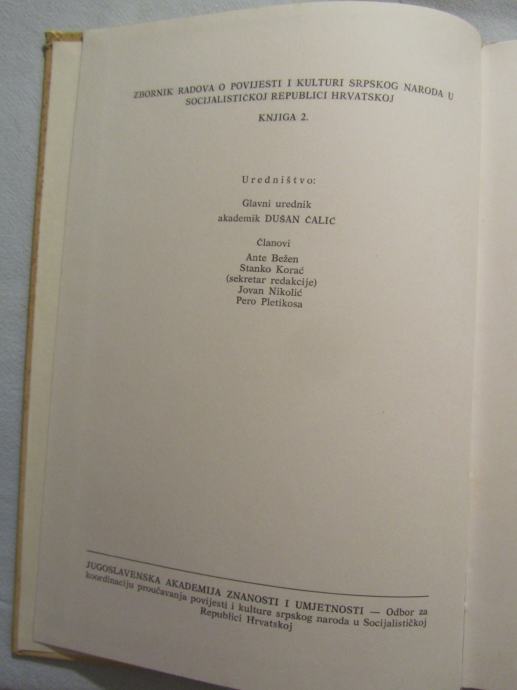 ZBORNIK RADOVA O POVIJESTI I KULTURI SRPSKOG NARODA U
SOCIJALISTIČKOJ REPUBLICI HRVATSKOJ
KNJIGA 2.
Uredništvo:
Glavni urednik
akademik DUŠAN ČALIĆ
Članovi
Ante Bežen
Stanko Korać
(sekretar redakcije)
Jovan Nikolić
Pero Pletikosa
JUGOSLAVENSKA AKADEMIJA ZNANOSTI I UMJETNOSTI — Odbor za
koordinaciju proučavanja povijesti i kulture srpskog naroda u Socijalističkoj
Republici Hrvatskoj